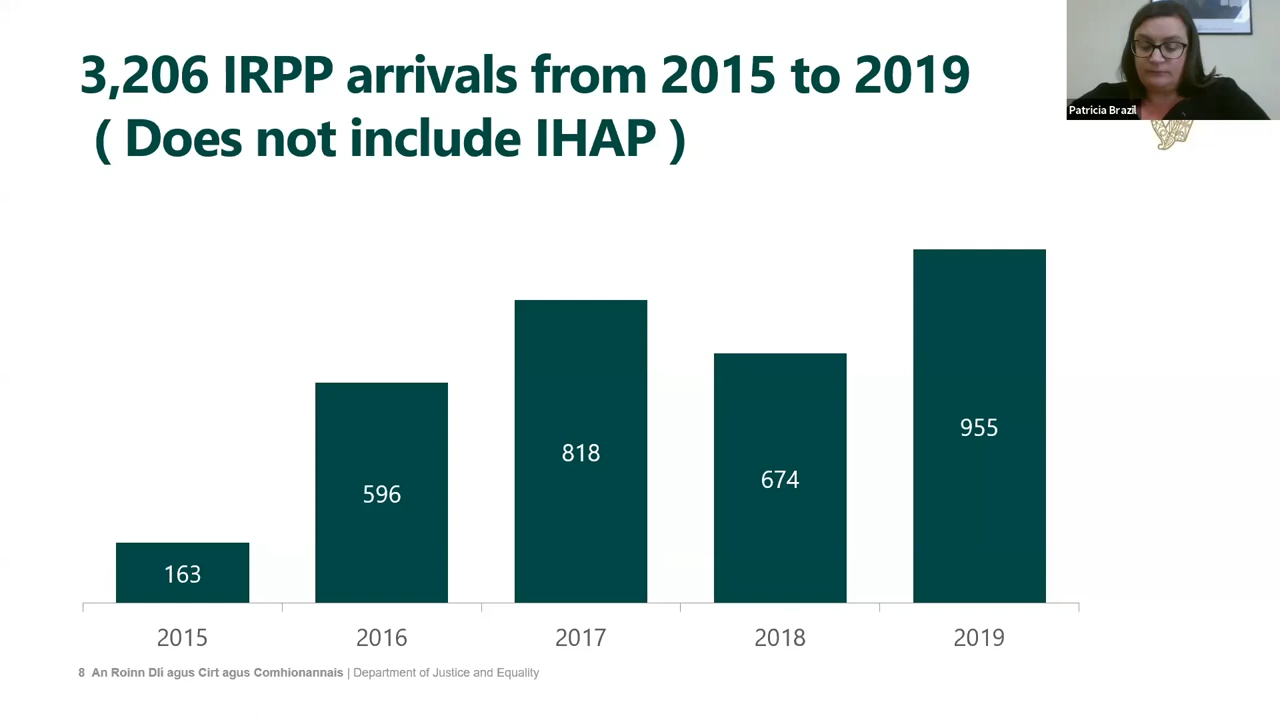 3,206 IRPP arrivals from 2015 to 2019
( Does not include IHAP )
Patricia Brazil
955
818
674
596
163
2015 2016 2017 2018 2019
8 An Roinn Dlí agus Cirt agus Comhionannais | Department of Justice and Equality